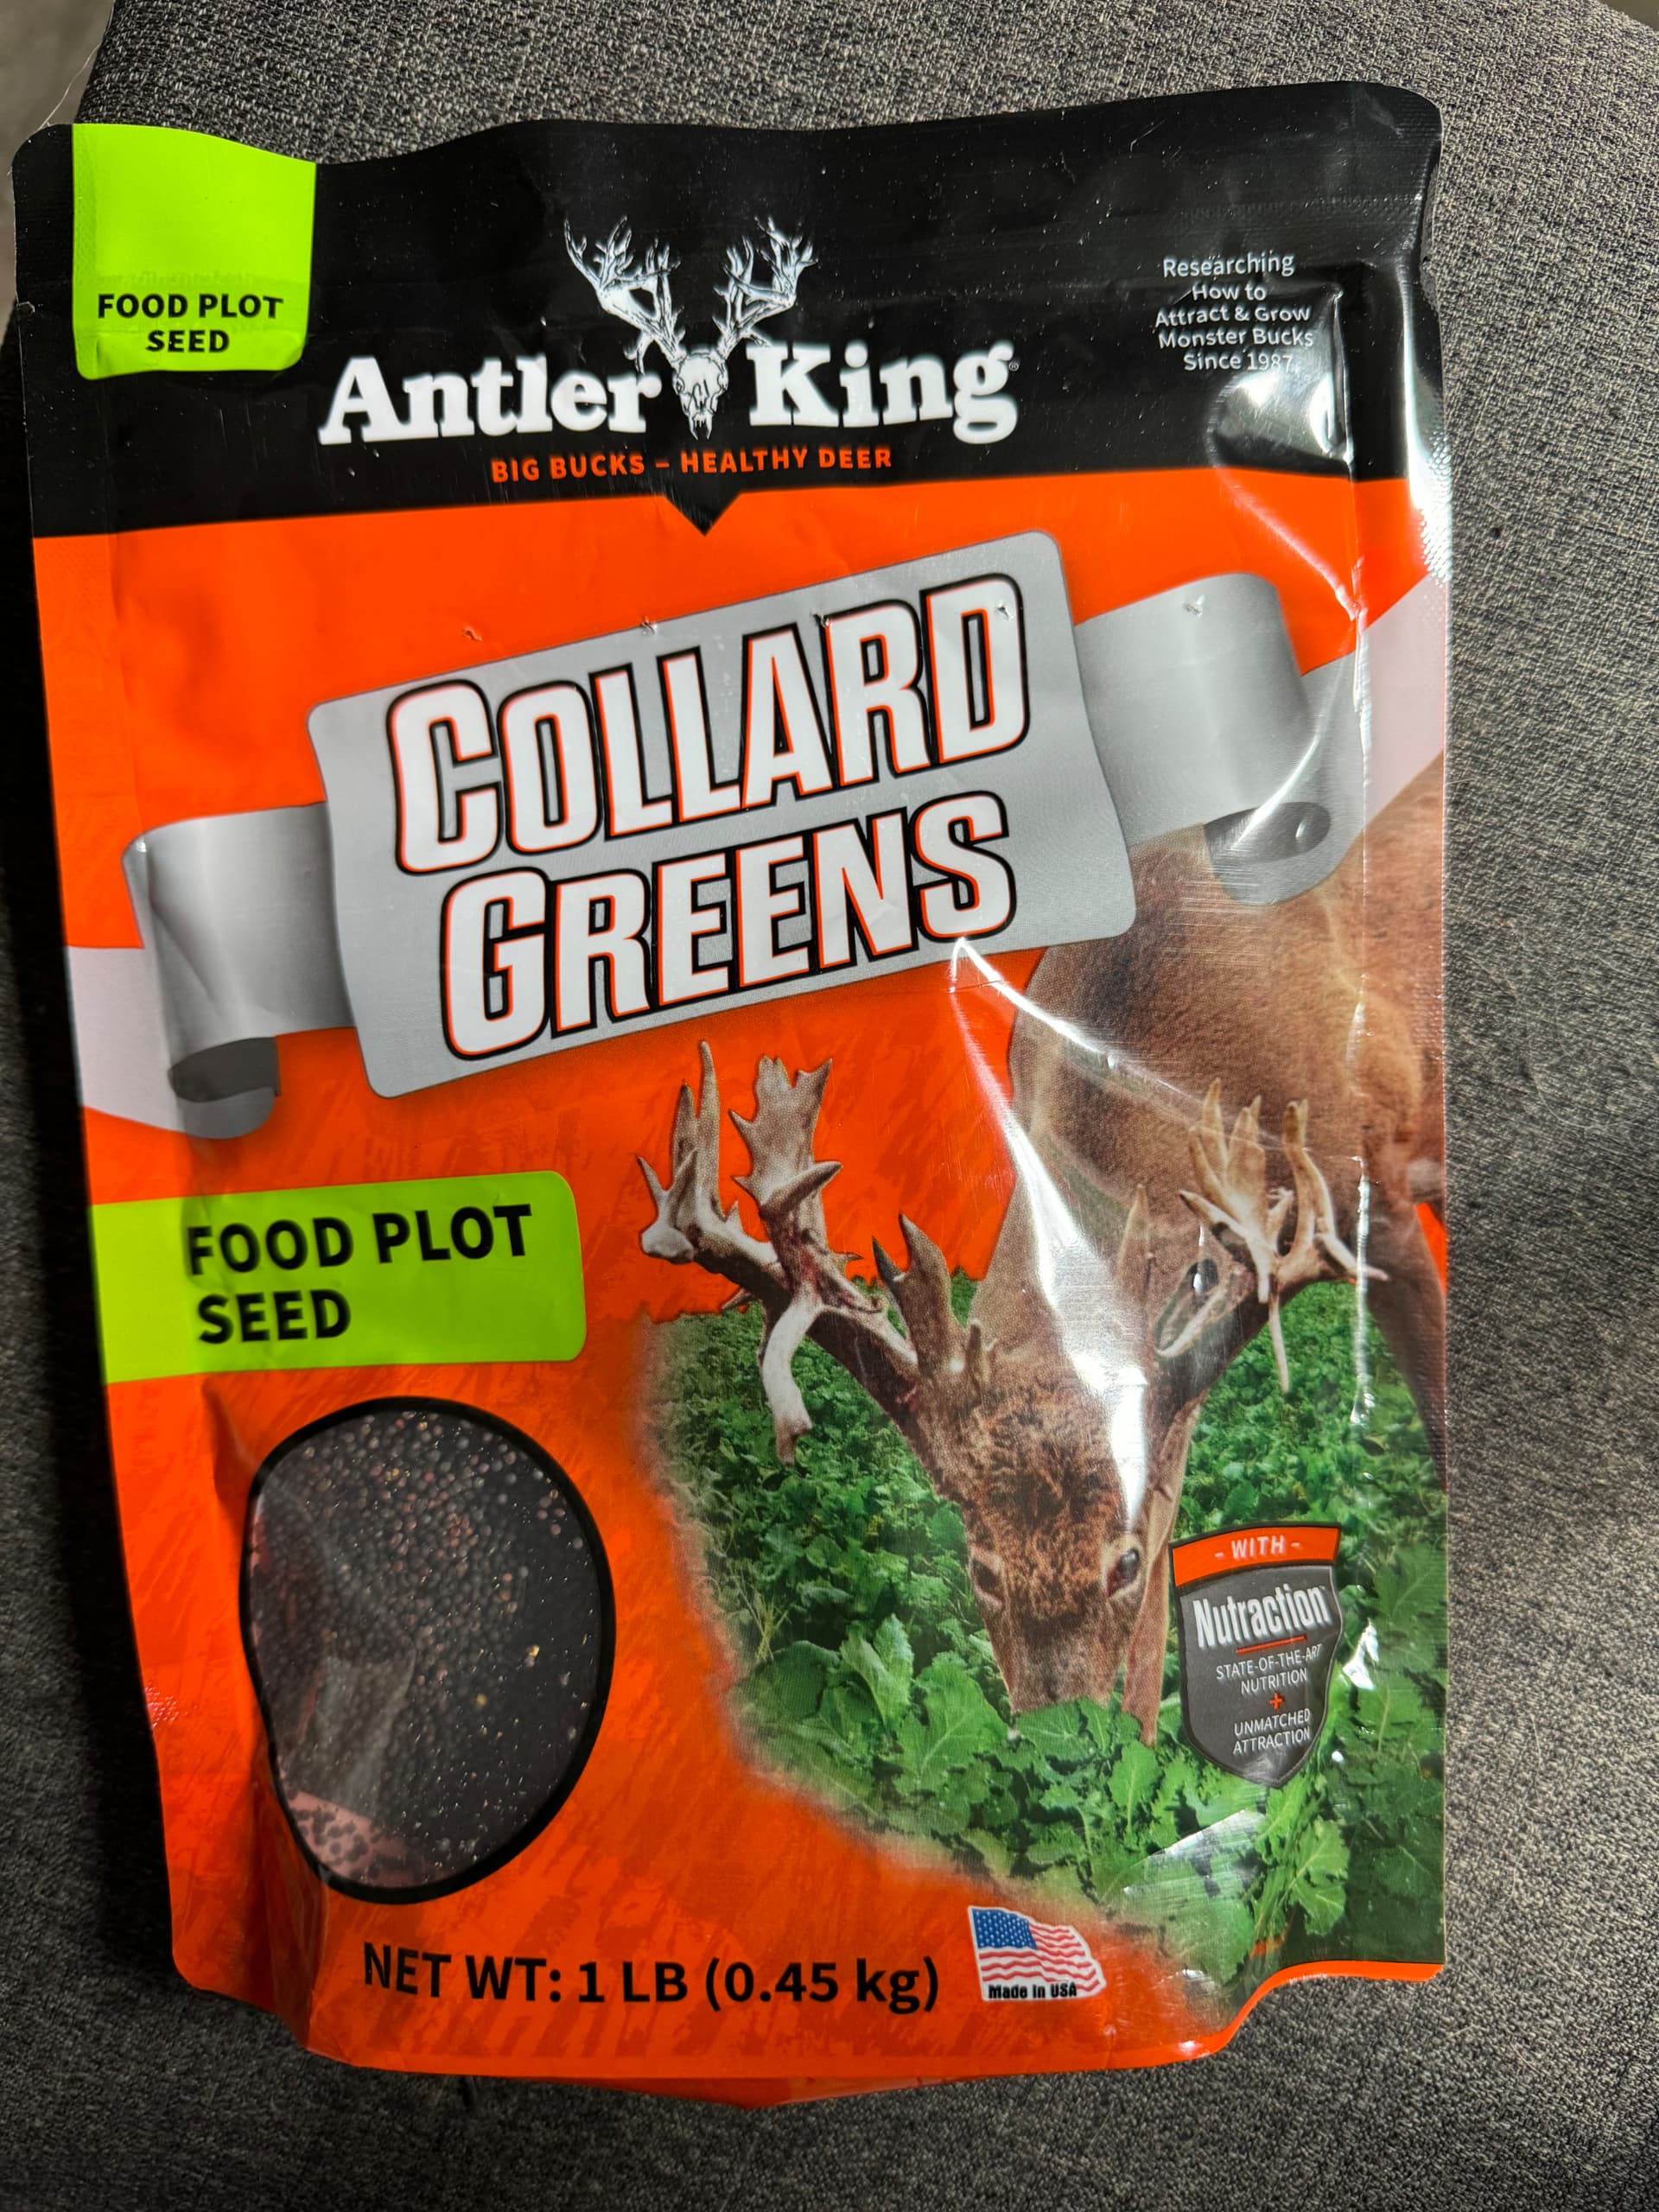 FOOD PLOT
SEED
Antler King®
BIG BUCKS – HEALTHY DEER
Researching
How to
Attract & Grow
Monster Bucks
Since 1987
COLLARD
GREENS
FOOD PLOT
SEED
- WITH -
Nutraction™
STATE-OF-THE-ART
NUTRITION
+
UNMATCHED
ATTRACTION
NET WT: 1 LB (0.45 kg)
Made in USA